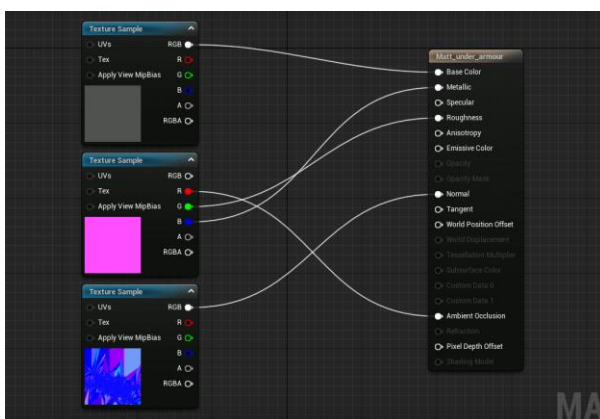 Texture Sample
UVs RGB
Tex R
Apply View MipBias G
B
A
RGBA
Texture Sample
UVs RGB
Tex R
Apply View MipBias G
B
A
RGBA
Texture Sample
UVs RGB
Tex R
Apply View MipBias G
B
A
RGBA
Matt_under_armour
Base Color
Metallic
Specular
Roughness
Anisotropy
Emissive Color
Opacity
Opacity Mask
Normal
Tangent
World Position Offset
World Displacement
Tessellation Multiplier
Subsurface Color
Custom Data 0
Custom Data 1
Ambient Occlusion
Refraction
Pixel Depth Offset
Shading Model
MA